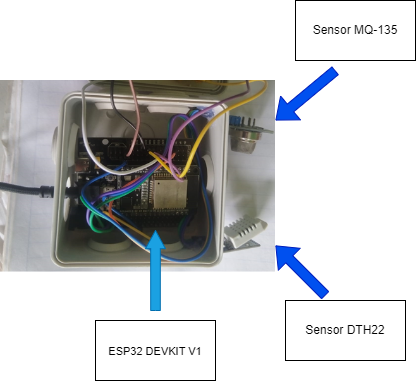 Sensor MQ-135
Sensor DTH22
ESP32 DEVKIT V1